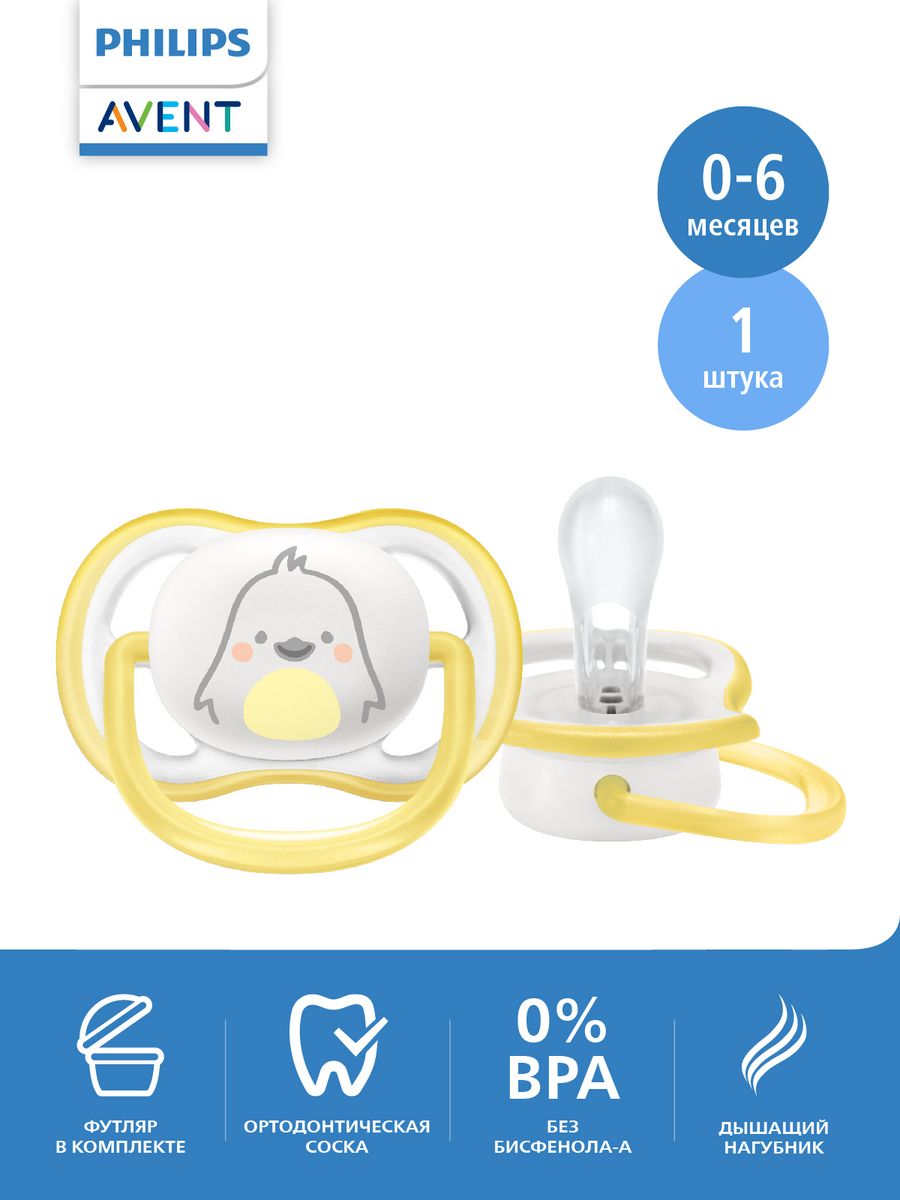 PHILIPS
AVENT
0-6
месяцев
1
штука
ФУТЛЯР
В КОМПЛЕКТЕ
ОРТОДОНТИЧЕСКАЯ
СОСКА
0%
BPA
БЕЗ
БИСФЕНОЛА-А
ДЫШАЩИЙ
НАГУБНИК